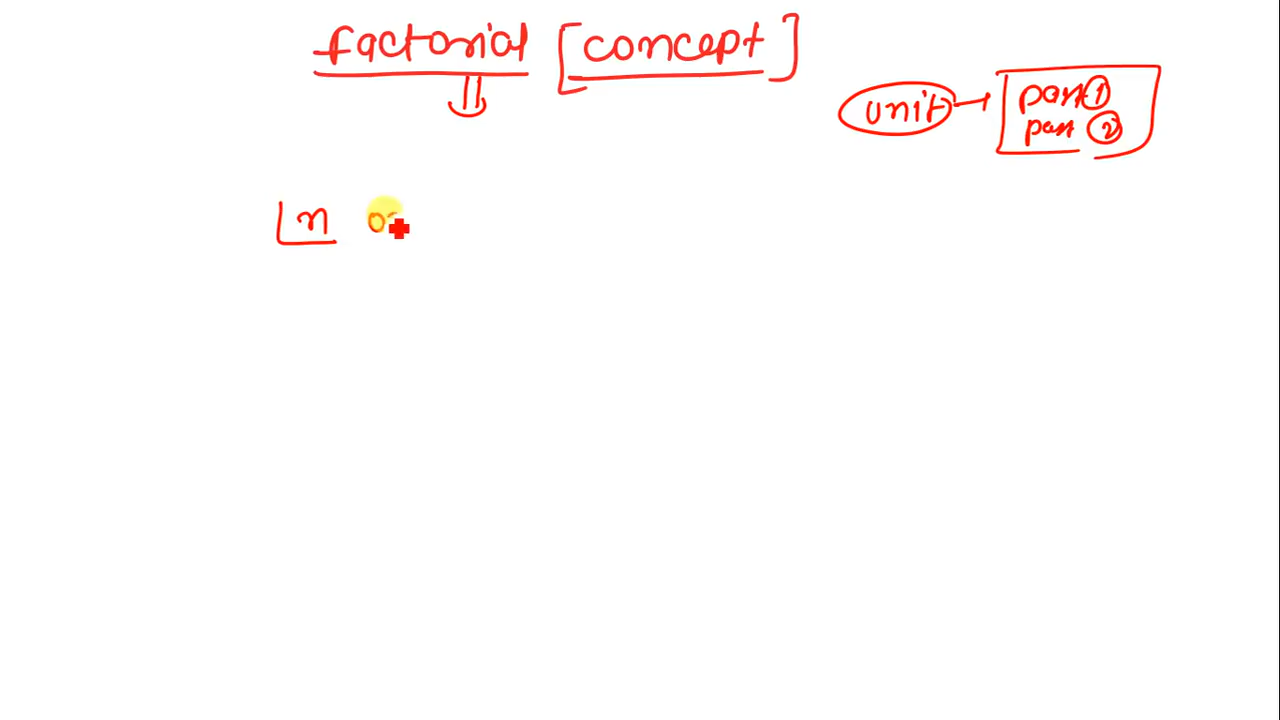 factorial [concept]
unit → part ①
part ②
n